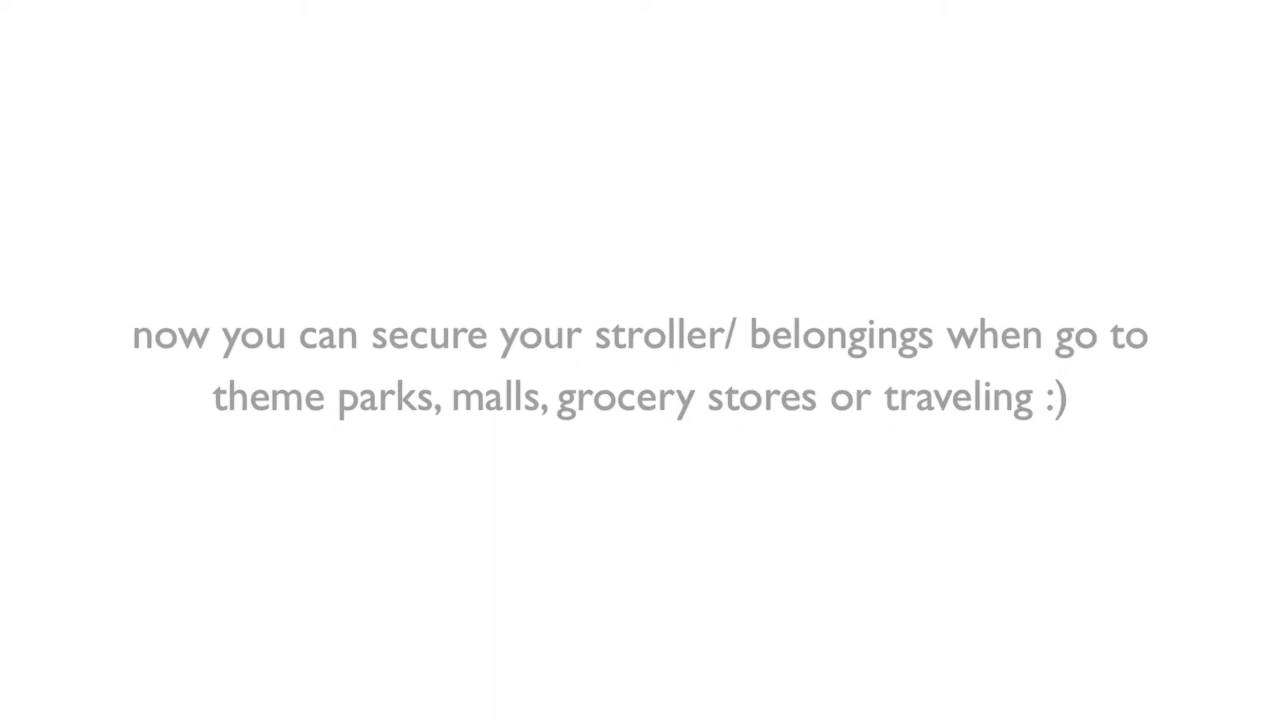 now you can secure your stroller/ belongings when go to
theme parks, malls, grocery stores or traveling :)